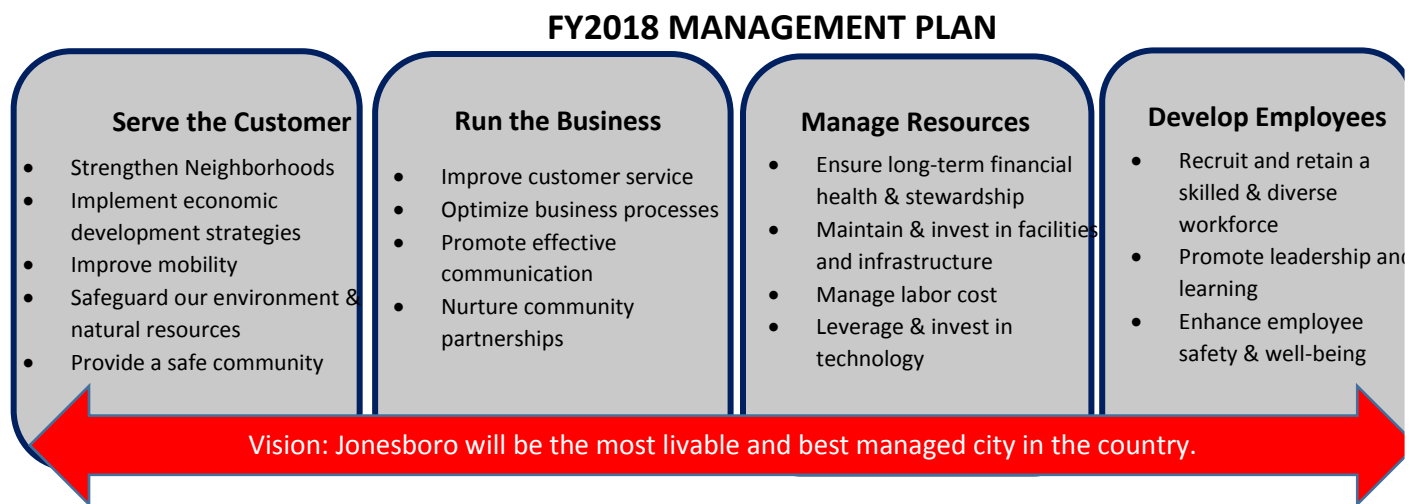 FY2018 MANAGEMENT PLAN
Serve the Customer
• Strengthen Neighborhoods
• Implement economic
development strategies
• Improve mobility
• Safeguard our environment &
natural resources
• Provide a safe community
Run the Business
• Improve customer service
• Optimize business processes
• Promote effective
communication
• Nurture community
partnerships
Manage Resources
• Ensure long-term financial
health & stewardship
• Maintain & invest in facilities
and infrastructure
• Manage labor cost
• Leverage & invest in
technology
Develop Employees
• Recruit and retain a
skilled & diverse
workforce
• Promote leadership and
learning
• Enhance employee
safety & well-being
Vision: Jonesboro will be the most livable and best managed city in the country.